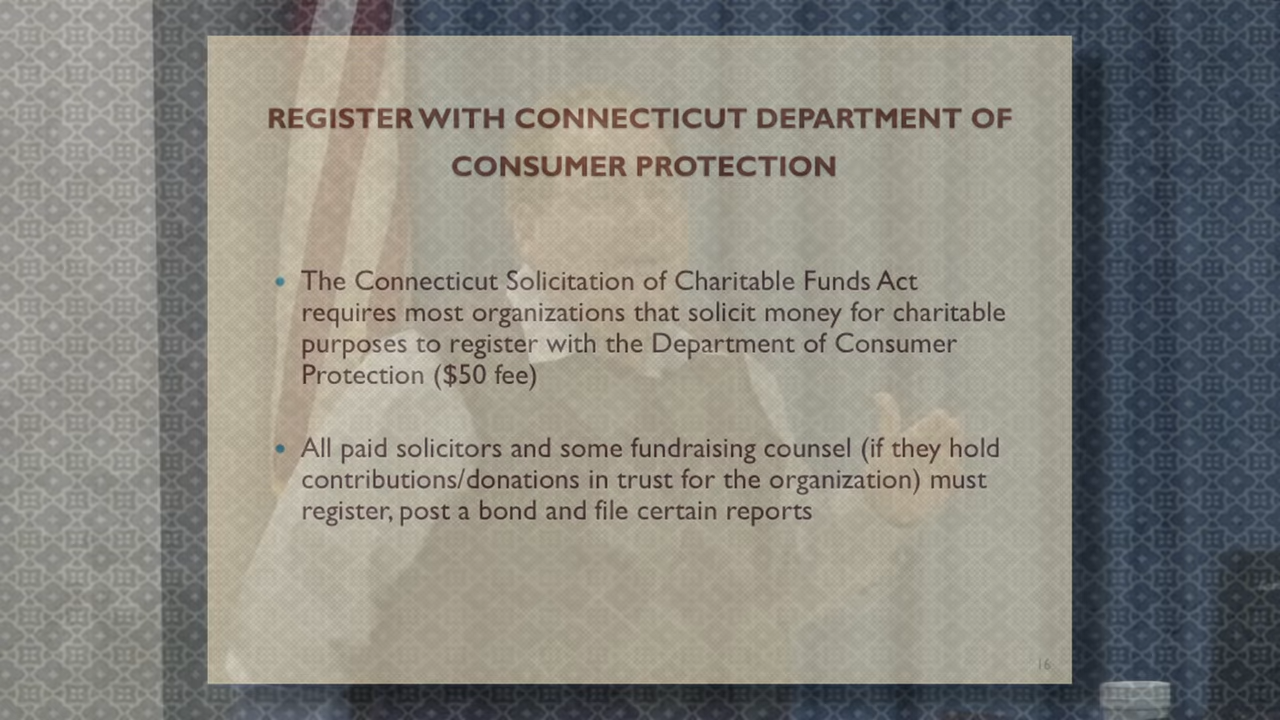 REGISTER WITH CONNECTICUT DEPARTMENT OF
CONSUMER PROTECTION
• The Connecticut Solicitation of Charitable Funds Act
requires most organizations that solicit money for charitable
purposes to register with the Department of Consumer
Protection ($50 fee)
• All paid solicitors and some fundraising counsel (if they hold
contributions/donations in trust for the organization) must
register, post a bond and file certain reports
16